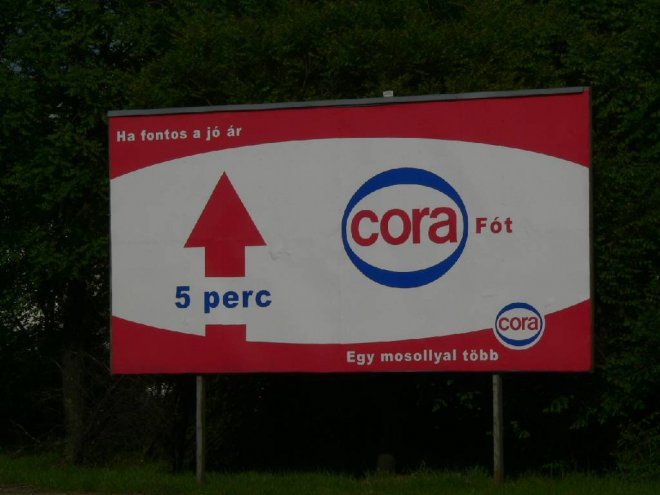 Ha fontos a jó ár
cora Fót
5 perc
cora
Egy mosollyal több